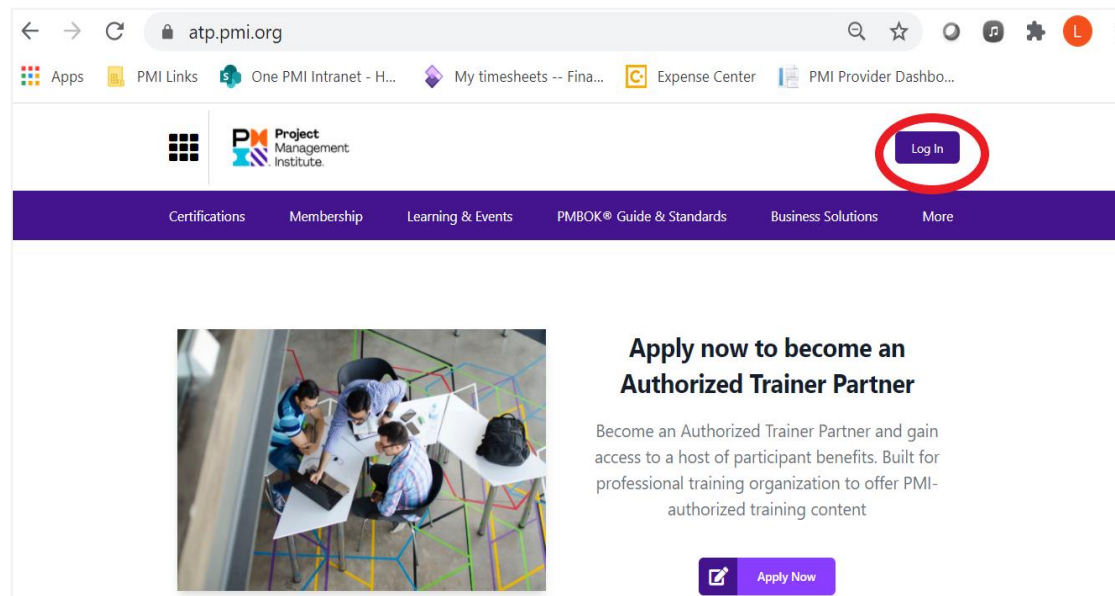 atp.pmi.org
L
Apps PMI Links One PMI Intranet - H... My timesheets -- Fina... Expense Center PMI Provider Dashbo...
PMI
Project
Management
Institute.
Log In
Certifications Membership Learning & Events PMBOK® Guide & Standards Business Solutions More
Apply now to become an
Authorized Trainer Partner
Become an Authorized Trainer Partner and gain
access to a host of participant benefits. Built for
professional training organization to offer PMI-
authorized training content
Apply Now